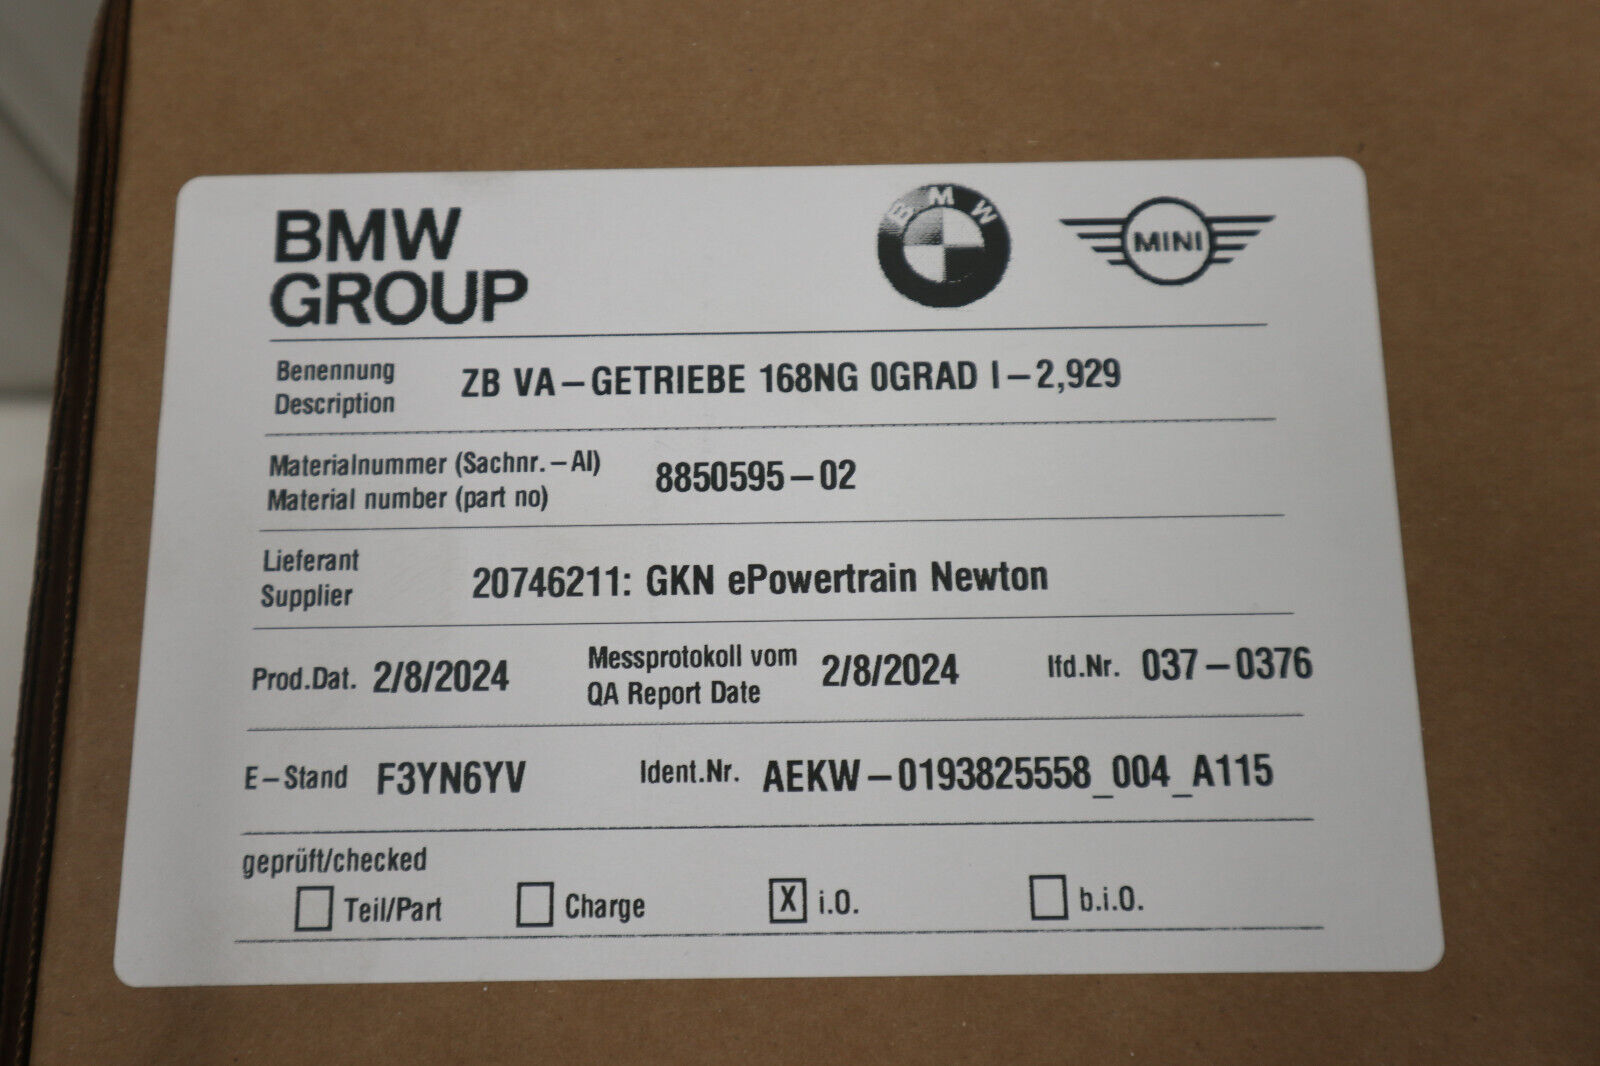 BMW
GROUP
BMW
MINI
Benennung
Description
ZB VA-GETRIEBE 168NG 0GRAD I-2,929
Materialnummer (Sachnr.-AI)
Material number (part no)
8850595-02
Lieferant
Supplier
20746211: GKN ePowertrain Newton
Prod.Dat. 2/8/2024
Messprotokoll vom
QA Report Date
2/8/2024
lfd.Nr. 037-0376
E-Stand F3YN6YV
Ident.Nr. AEKW-0193825558_004_A115
geprüft/checked
Teil/Part
Charge
X i.O.
b.i.O.